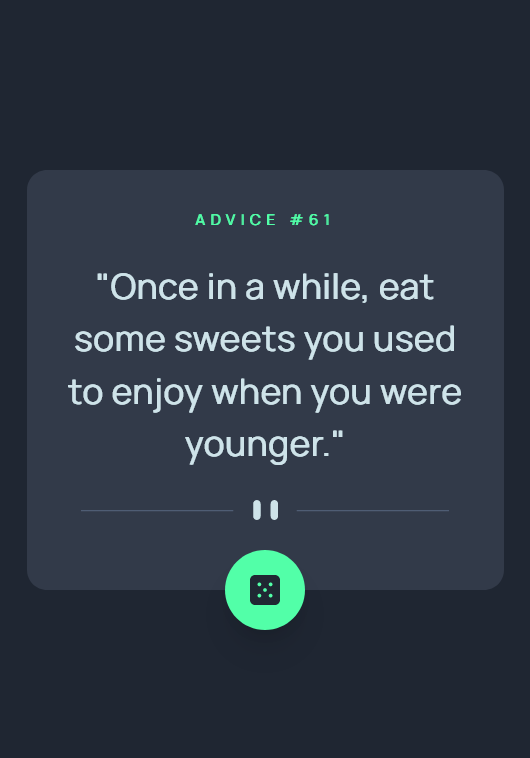 ADVICE #61
"Once in a while, eat
some sweets you used
to enjoy when you were
younger."